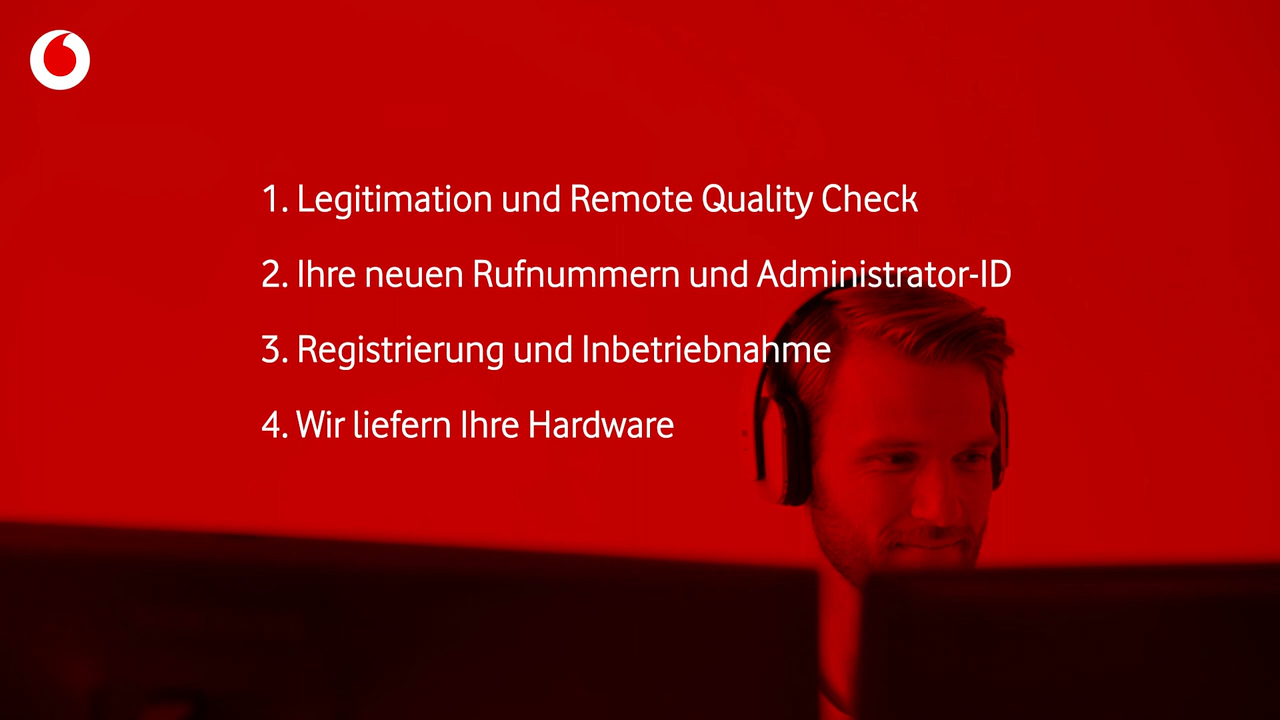 1. Legitimation und Remote Quality Check
2. Ihre neuen Rufnummern und Administrator-ID
3. Registrierung und Inbetriebnahme
4. Wir liefern Ihre Hardware